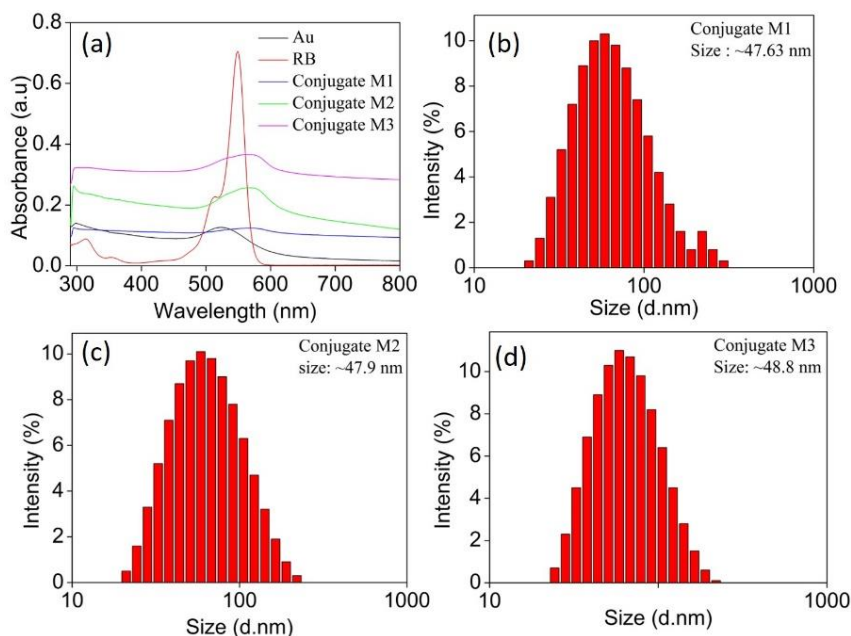 (a)
Au
RB
Conjugate M1
Conjugate M2
Conjugate M3
0.8
0.6
0.4
0.2
0.0
Absorbance (a.u)
300 400 500 600 700 800
Wavelength (nm)
(b)
Conjugate M1
Size : ~47.63 nm
10
8
6
4
2
0
Intensity (%)
10 100 1000
Size (d.nm)
(c)
Conjugate M2
size: ~47.9 nm
10
8
6
4
2
0
Intensity (%)
10 100 1000
Size (d.nm)
(d)
Conjugate M3
Size: ~48.8 nm
10
8
6
4
2
0
Intensity (%)
10 100 1000
Size (d.nm)